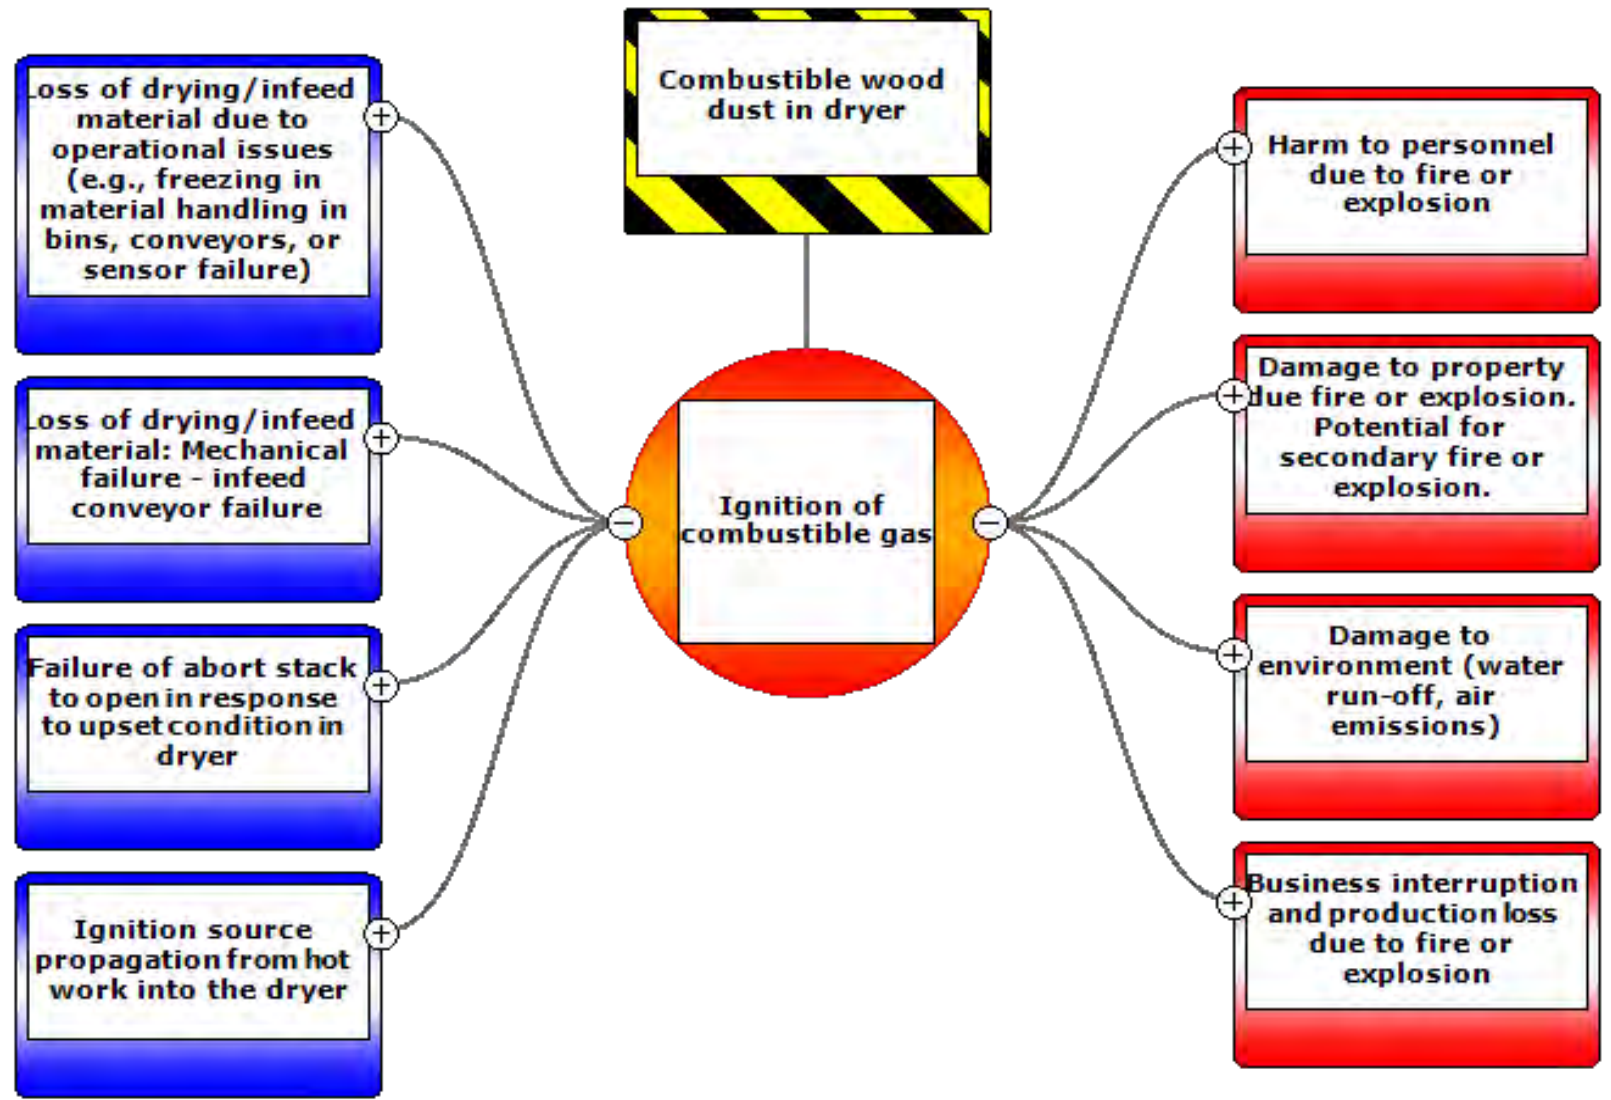 Loss of drying/infeed
material due to
operational issues
(e.g., freezing in
material handling in
bins, conveyors, or
sensor failure)
Loss of drying/infeed
material: Mechanical
failure - infeed
conveyor failure
Failure of abort stack
to open in response
to upset condition in
dryer
Ignition source
propagation from hot
work into the dryer
Combustible wood
dust in dryer
Ignition of
combustible gas
Harm to personnel
due to fire or
explosion
Damage to property
due fire or explosion.
Potential for
secondary fire or
explosion.
Damage to
environment (water
run-off, air
emissions)
Business interruption
and production loss
due to fire or
explosion